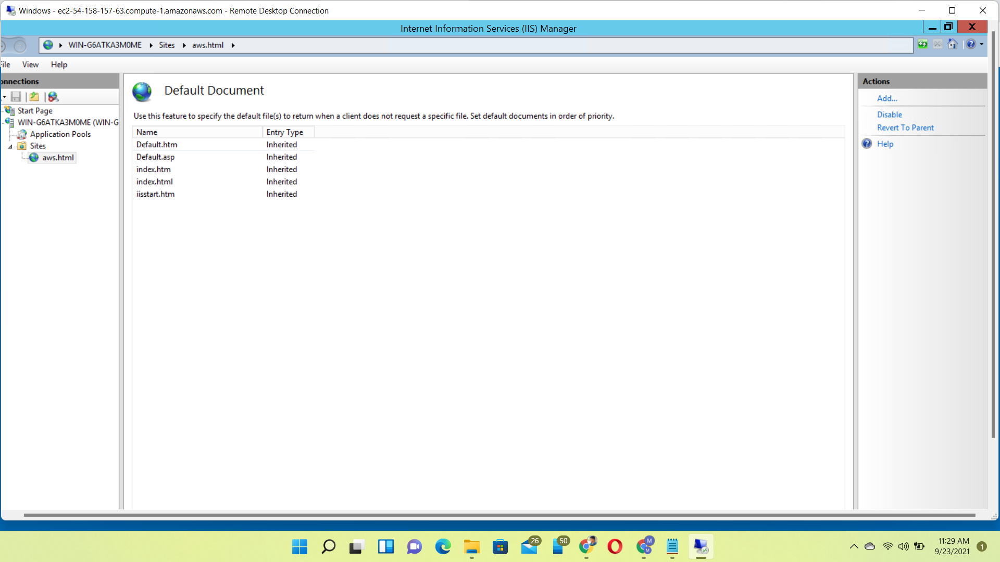 Windows - ec2-54-158-157-63.compute-1.amazonaws.com - Remote Desktop Connection
Internet Information Services (IIS) Manager
WIN-G6ATKA3M0ME Sites aws.html
ile View Help
onnections
Start Page
WIN-G6ATKA3M0ME (WIN-G
Application Pools
Sites
aws.html
Default Document
Use this feature to specify the default file(s) to return when a client does not request a specific file. Set default documents in order of priority.
Name Entry Type
Default.htm Inherited
Default.asp Inherited
index.htm Inherited
index.html Inherited
iisstart.htm Inherited
Actions
Add...
Disable
Revert To Parent
Help
26
50
M
M
11:29 AM
9/23/2021
1